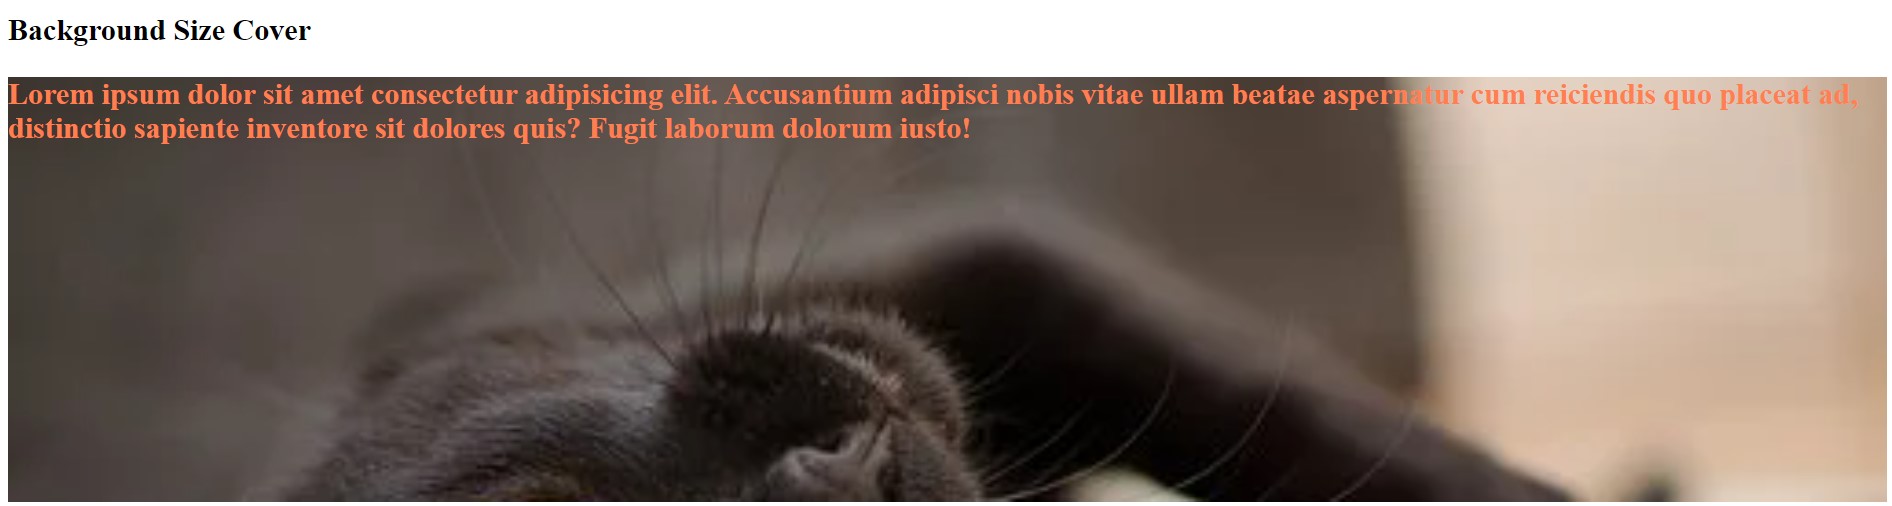 Background Size Cover
Lorem ipsum dolor sit amet consectetur adipisicing elit. Accusantium adipisci nobis vitae ullam beatae aspernatur cum reiciendis quo placeat ad,
distinctio sapiente inventore sit dolores quis? Fugit laborum dolorum iusto!